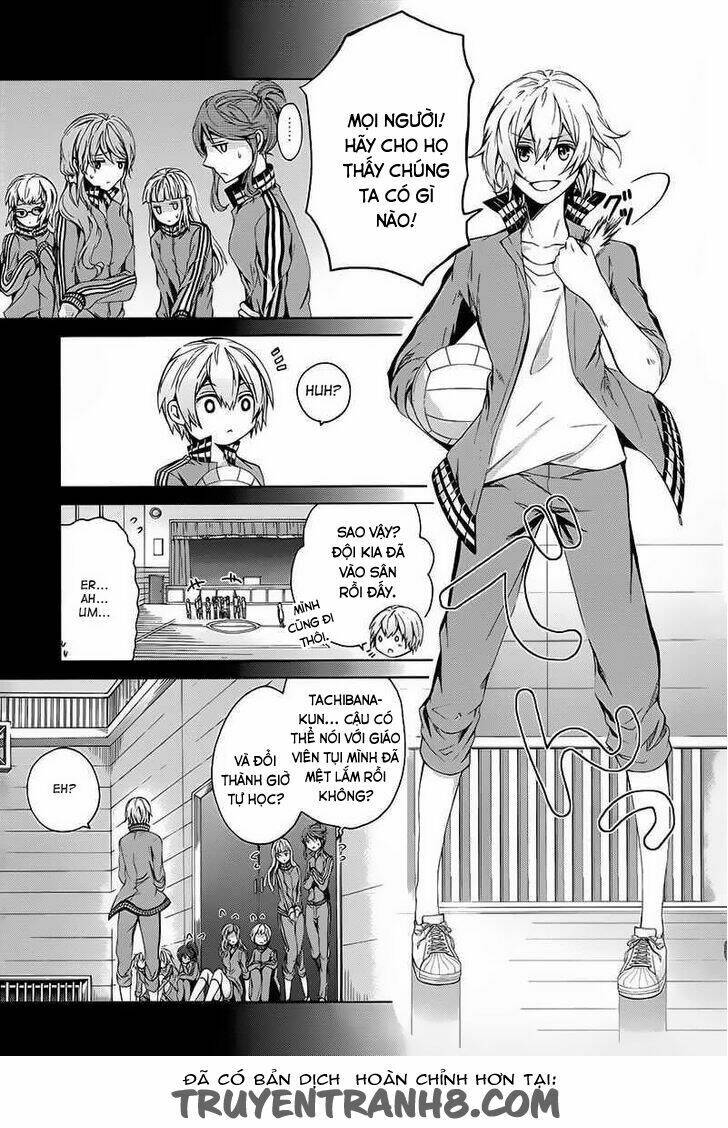 MỌI NGƯỜI!
HÃY CHO HỌ
THẤY CHÚNG
TA CÓ GÌ
NÀO!
......
グッ
HUH?
SAO VẬY?
ĐỘI KIA ĐÃ
VÀO SÂN
RỒI ĐẤY.
MÌNH
CŨNG ĐI
THÔI.
ER...
AH...
UM...
TACHIBANA-
KUN... CẬU CÓ
THỂ NÓI VỚI GIÁO
VIÊN TỤI MÌNH ĐÃ
MỆT LẮM RỒI
KHÔNG?
VÀ ĐỔI
THÀNH GIỜ
TỰ HỌC?
EH?
ĐÃ CÓ BẢN DỊCH HOÀN CHỈNH HƠN TẠI:
TRUYENTRANH8.COM